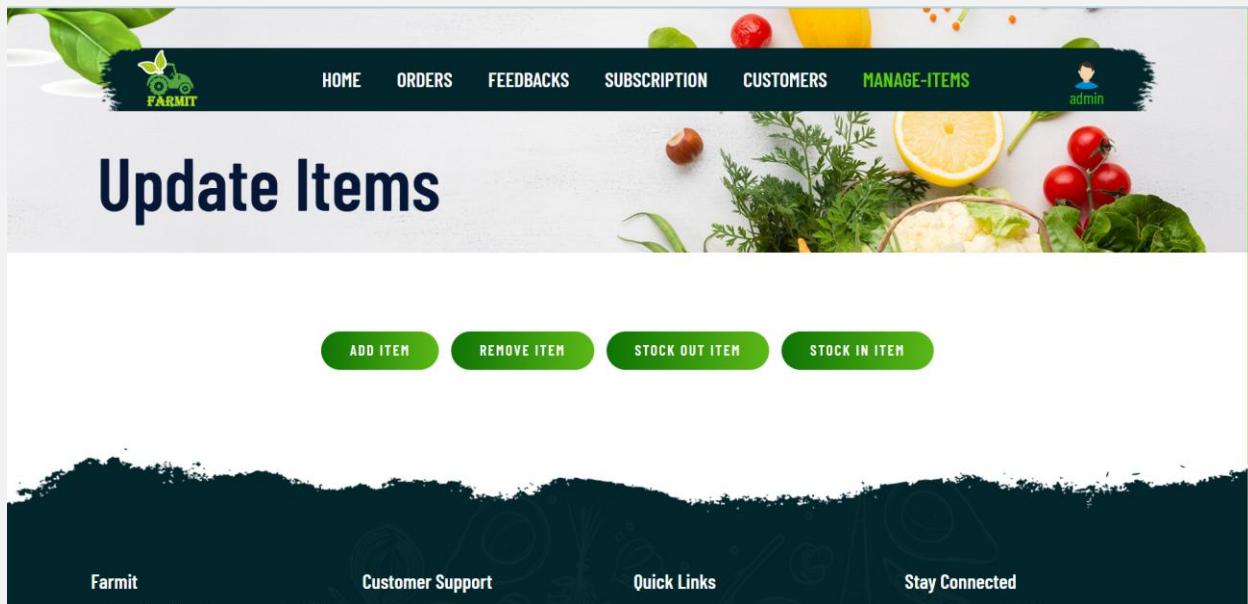 FARMIT
HOME ORDERS FEEDBACKS SUBSCRIPTION CUSTOMERS MANAGE-ITEMS
admin
Update Items
ADD ITEM REMOVE ITEM STOCK OUT ITEM STOCK IN ITEM
Farmit Customer Support Quick Links Stay Connected